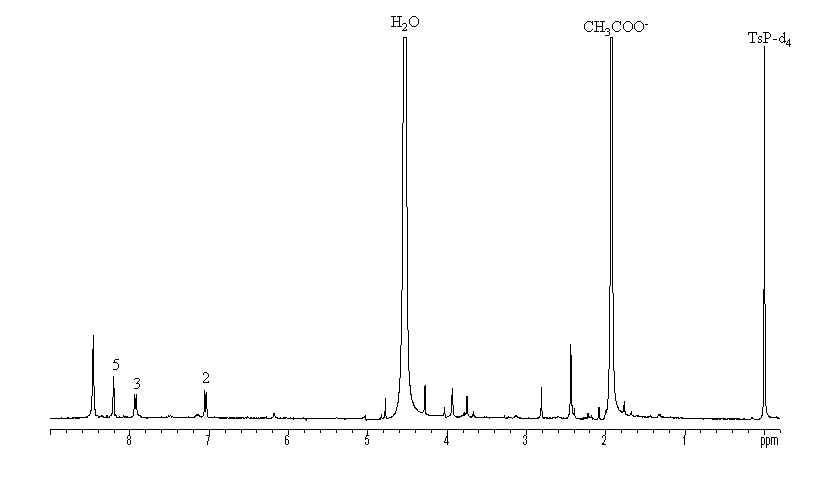 H₂O
CH₃COO⁻
TsP-d₄
5
3
2
8 7 6 5 4 3 2 1 ppm